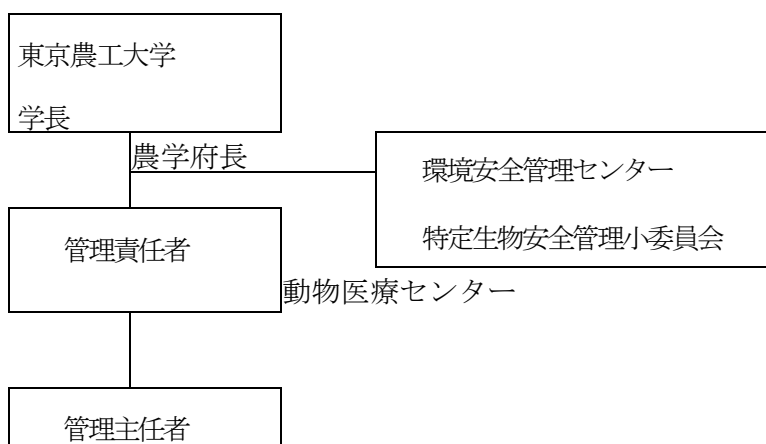 東京農工大学
学長
農学府長
環境安全管理センター
特定生物安全管理小委員会
管理責任者
動物医療センター
管理主任者